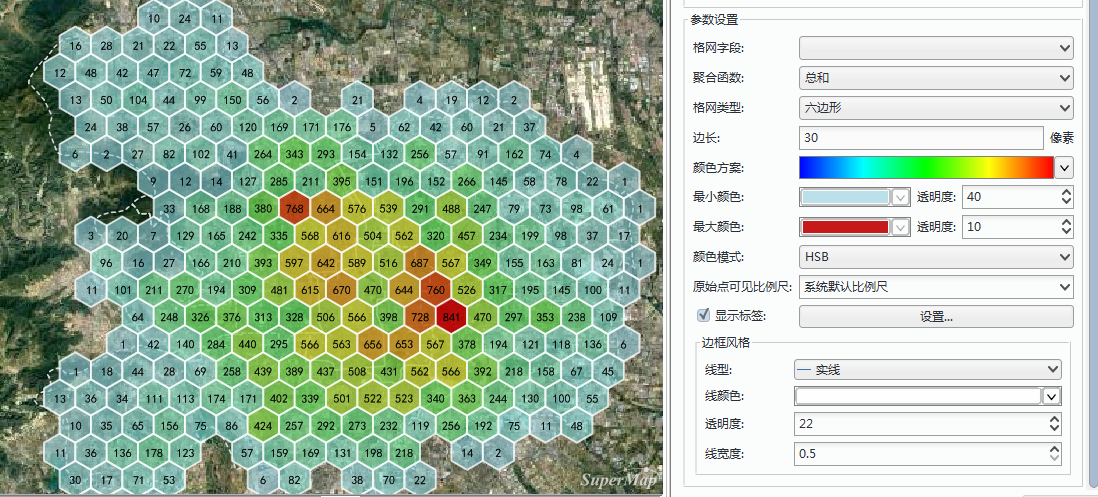 10 24 11
16 28 21 22 55 13
12 48 42 47 72 59 48
13 50 104 44 99 150 56 2 21 4 19 12 2
24 38 57 26 60 120 169 171 176 5 62 42 60 21 37
6 2 27 82 102 41 264 343 293 154 132 256 57 91 162 74 4
9 12 14 127 285 211 395 151 196 152 266 145 58 78 22 1
33 168 188 380 768 664 576 539 291 488 247 79 73 98 61 1
3 20 7 129 165 242 335 568 616 504 562 320 457 234 199 98 37 17
96 16 27 166 210 393 597 642 589 516 687 567 349 155 163 81 24 1
11 101 211 270 194 309 481 615 670 470 644 760 526 317 195 145 100 11
64 248 326 376 313 328 506 566 398 728 841 470 297 353 238 109
1 42 140 284 440 295 566 563 656 653 567 378 194 121 118 136 6
1 18 44 28 69 258 439 389 437 508 431 562 566 392 218 158 67 45
13 36 34 111 113 174 171 402 339 501 522 523 340 363 244 130 100 55
10 35 65 156 75 86 424 257 292 273 232 119 256 192 75 11 48
11 36 136 178 123 57 159 169 131 198 218 14 2
30 17 71 53 6 82 38 70 22
SuperMap
参数设置
格网字段:
聚合函数: 总和
格网类型: 六边形
边长: 30 像素
颜色方案:
最小颜色: 透明度: 40
最大颜色: 透明度: 10
颜色模式: HSB
原始点可见比例尺: 系统默认比例尺
显示标签: 设置...
边框风格
线型: 实线
线颜色:
透明度: 22
线宽度: 0.5